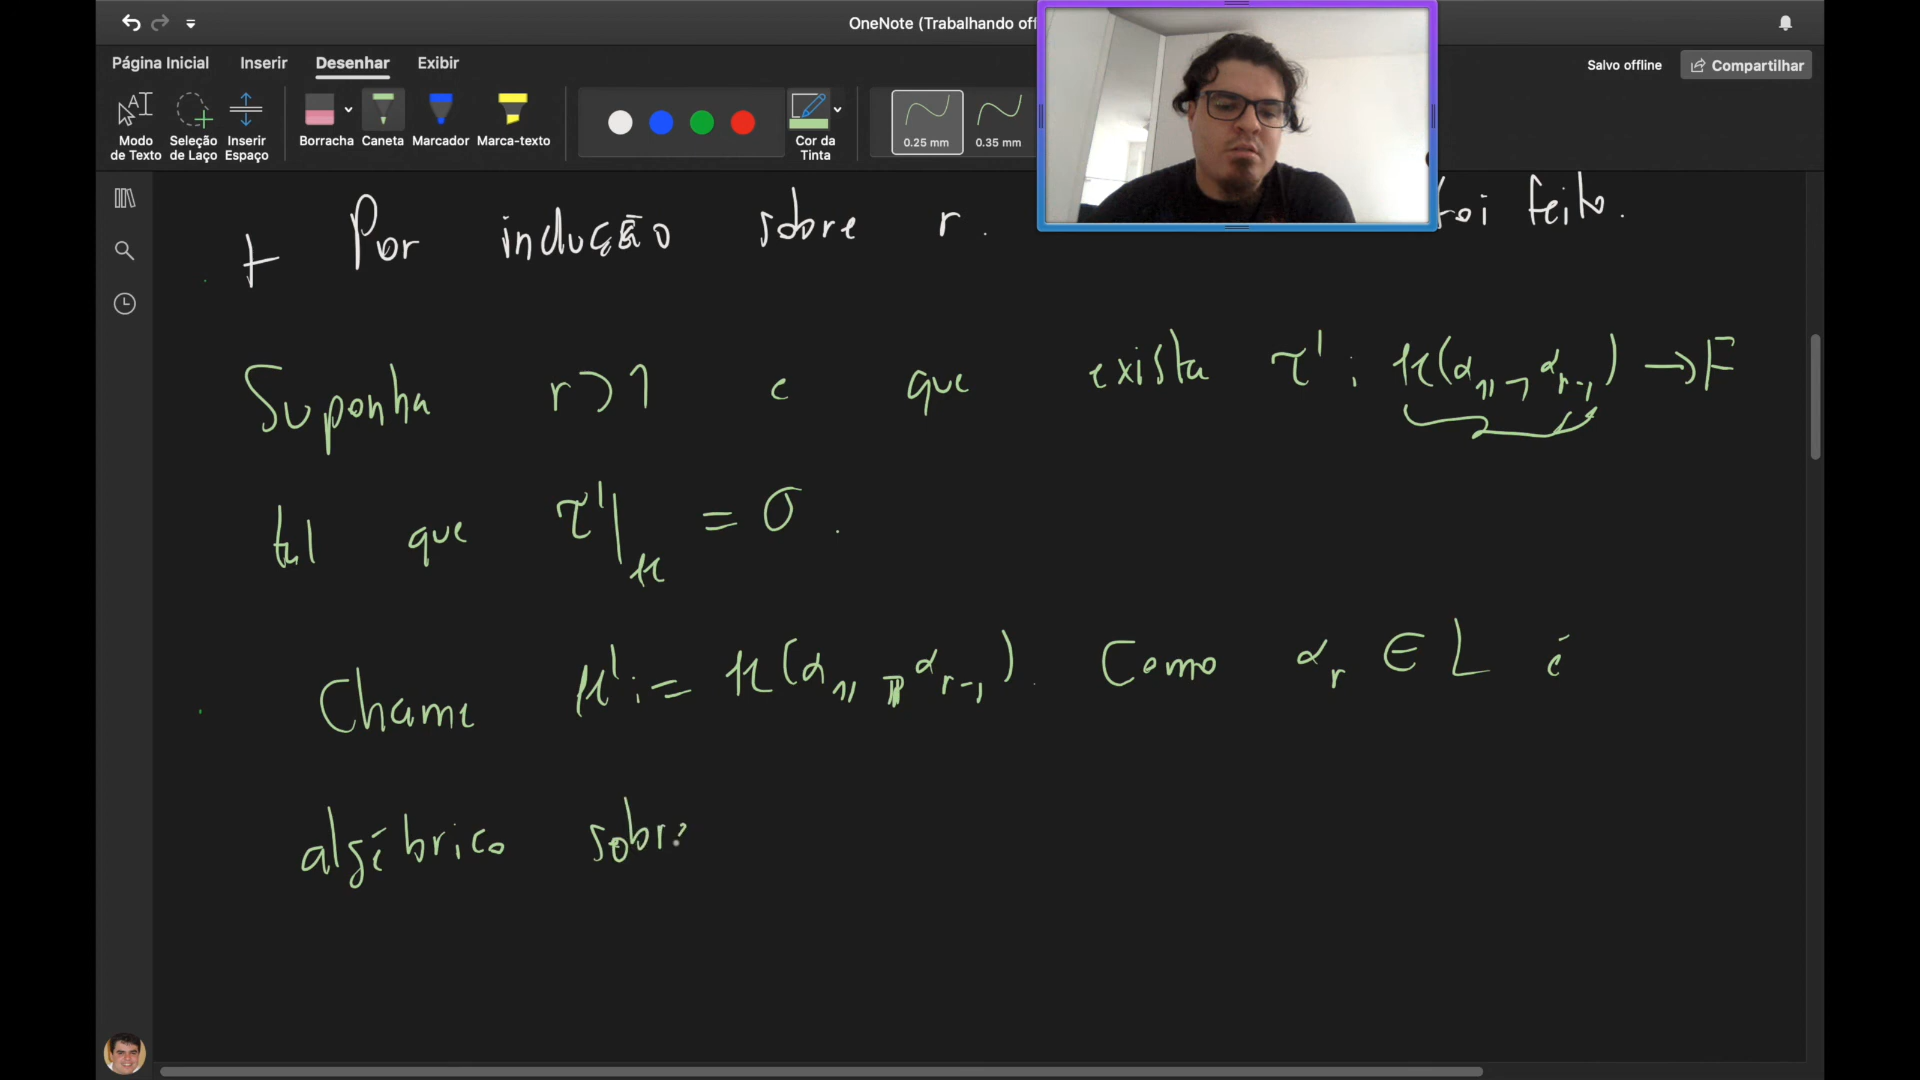 OneNote (Trabalhando off
Página Inicial Inserir Desenhar Exibir
Salvo offline Compartilhar
Modo de Texto Seleção de Laço Inserir Espaço Borracha Caneta Marcador Marca-texto Cor da Tinta 0.25 mm 0.35 mm
+ Por indução sobre r. foi feito.
Suponha r>1 e que exista τ' : K(α₁, , αᵣ₋₁) → F
tal que τ'|ₖ = σ.
Chame K' := K(α₁, , αᵣ₋₁). Como αᵣ ∈ L é
algébrico sobre